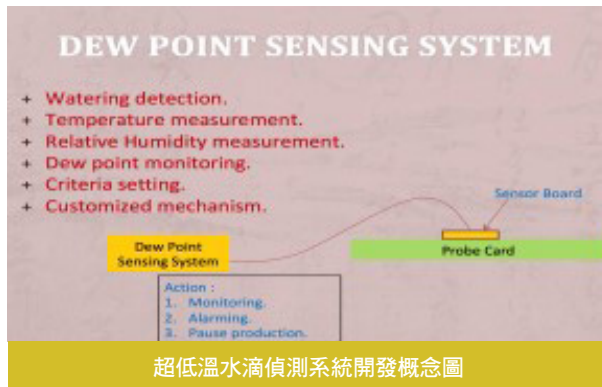 DEW POINT SENSING SYSTEM
+ Watering detection.
+ Temperature measurement.
+ Relative Humidity measurement.
+ Dew point monitoring.
+ Criteria setting.
+ Customized mechanism.
Sensor Board
Dew Point
Sensing System
Probe Card
Action :
1. Monitoring.
2. Alarming.
3. Pause production.
超低溫水滴偵測系統開發概念圖